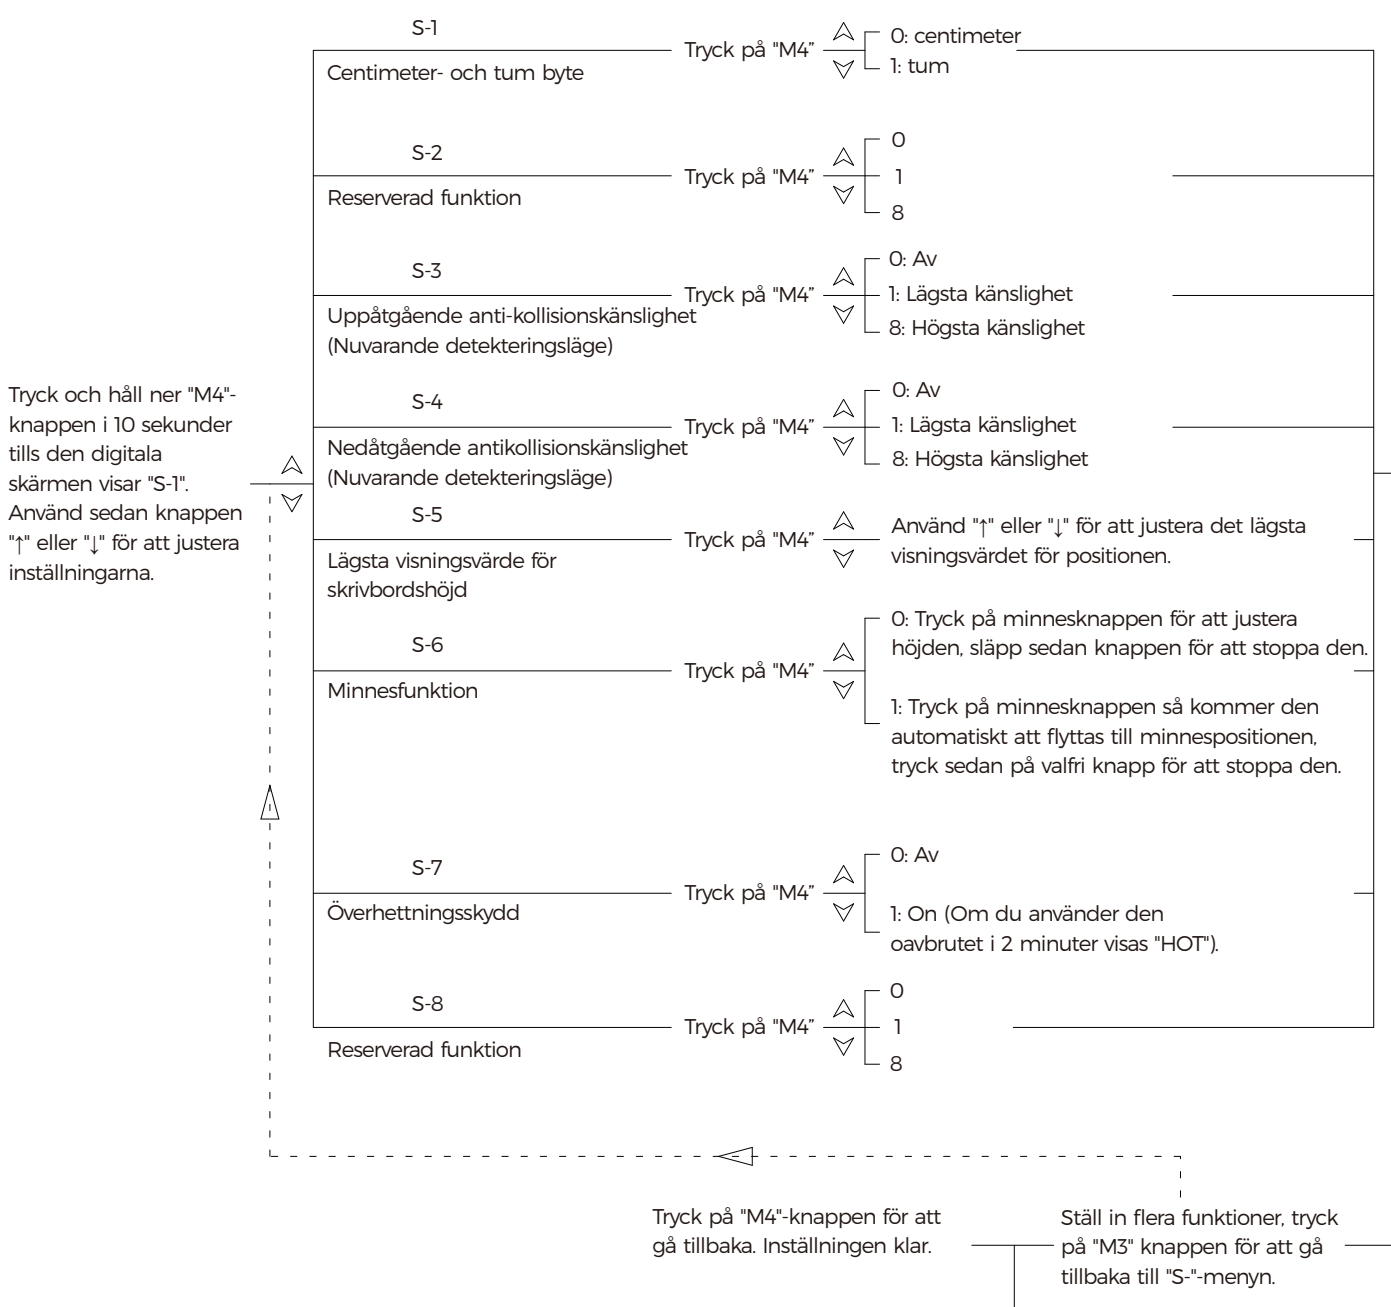 Tryck och håll ner "M4"-
knappen i 10 sekunder
tills den digitala
skärmen visar "S-1".
Använd sedan knappen
"↑" eller "↓" för att justera
inställningarna.
S-1
Centimeter- och tum byte
Tryck på "M4”
0: centimeter
1: tum
S-2
Reserverad funktion
Tryck på "M4”
0
1
8
S-3
Uppåtgående anti-kollisionskänslighet
(Nuvarande detekteringsläge)
Tryck på "M4”
0: Av
1: Lägsta känslighet
8: Högsta känslighet
S-4
Nedåtgående antikollisionskänslighet
(Nuvarande detekteringsläge)
Tryck på "M4”
0: Av
1: Lägsta känslighet
8: Högsta känslighet
S-5
Lägsta visningsvärde för
skrivbordshöjd
Tryck på "M4”
Använd "↑" eller "↓" för att justera det lägsta
visningsvärdet för positionen.
S-6
Minnesfunktion
Tryck på "M4”
0: Tryck på minnesknappen för att justera
höjden, släpp sedan knappen för att stoppa den.
1: Tryck på minnesknappen så kommer den
automatiskt att flyttas till minnespositionen,
tryck sedan på valfri knapp för att stoppa den.
S-7
Överhettningsskydd
Tryck på "M4”
0: Av
1: On (Om du använder den
oavbrutet i 2 minuter visas "HOT").
S-8
Reserverad funktion
Tryck på "M4”
0
1
8
Tryck på "M4"-knappen för att
gå tillbaka. Inställningen klar.
Ställ in flera funktioner, tryck
på "M3" knappen för att gå
tillbaka till "S-"-menyn.